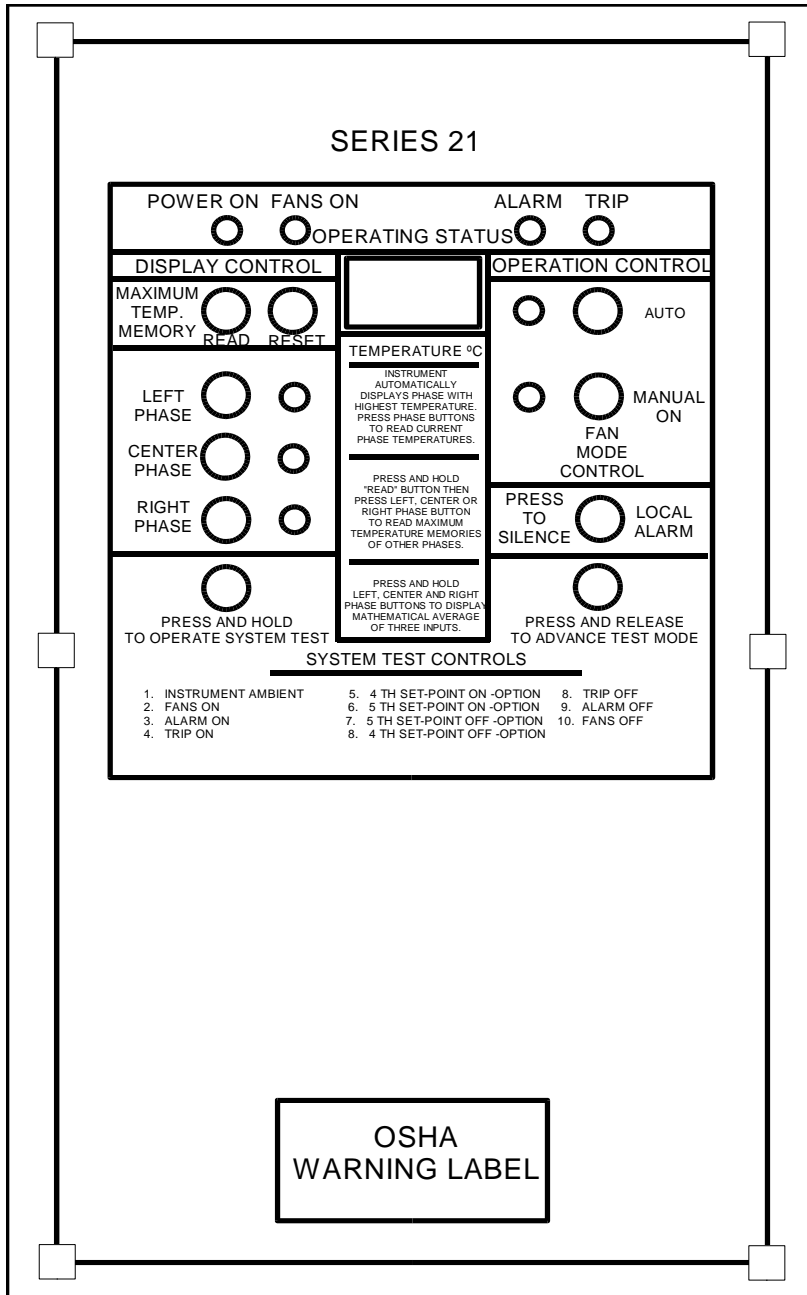 SERIES 21
POWER ON FANS ON
ALARM TRIP
OPERATING STATUS
DISPLAY CONTROL
OPERATION CONTROL
MAXIMUM
TEMP.
MEMORY
READ RESET
AUTO
TEMPERATURE ºC
INSTRUMENT
AUTOMATICALLY
DISPLAYS PHASE WITH
HIGHEST TEMPERATURE.
PRESS PHASE BUTTONS
TO READ CURRENT
PHASE TEMPERATURES.
LEFT
PHASE
CENTER
PHASE
RIGHT
PHASE
MANUAL
ON
FAN
MODE
CONTROL
PRESS AND HOLD
"READ" BUTTON THEN
PRESS LEFT, CENTER OR
RIGHT PHASE BUTTON
TO READ MAXIMUM
TEMPERATURE MEMORIES
OF OTHER PHASES.
PRESS
TO
SILENCE
LOCAL
ALARM
PRESS AND HOLD
LEFT, CENTER AND RIGHT
PHASE BUTTONS TO DISPLAY
MATHEMATICAL AVERAGE
OF THREE INPUTS.
PRESS AND HOLD
TO OPERATE SYSTEM TEST
PRESS AND RELEASE
TO ADVANCE TEST MODE
SYSTEM TEST CONTROLS
1. INSTRUMENT AMBIENT
2. FANS ON
3. ALARM ON
4. TRIP ON
5. 4 TH SET-POINT ON -OPTION
6. 5 TH SET-POINT ON -OPTION
7. 5 TH SET-POINT OFF -OPTION
8. 4 TH SET-POINT OFF -OPTION
8. TRIP OFF
9. ALARM OFF
10. FANS OFF
OSHA
WARNING LABEL